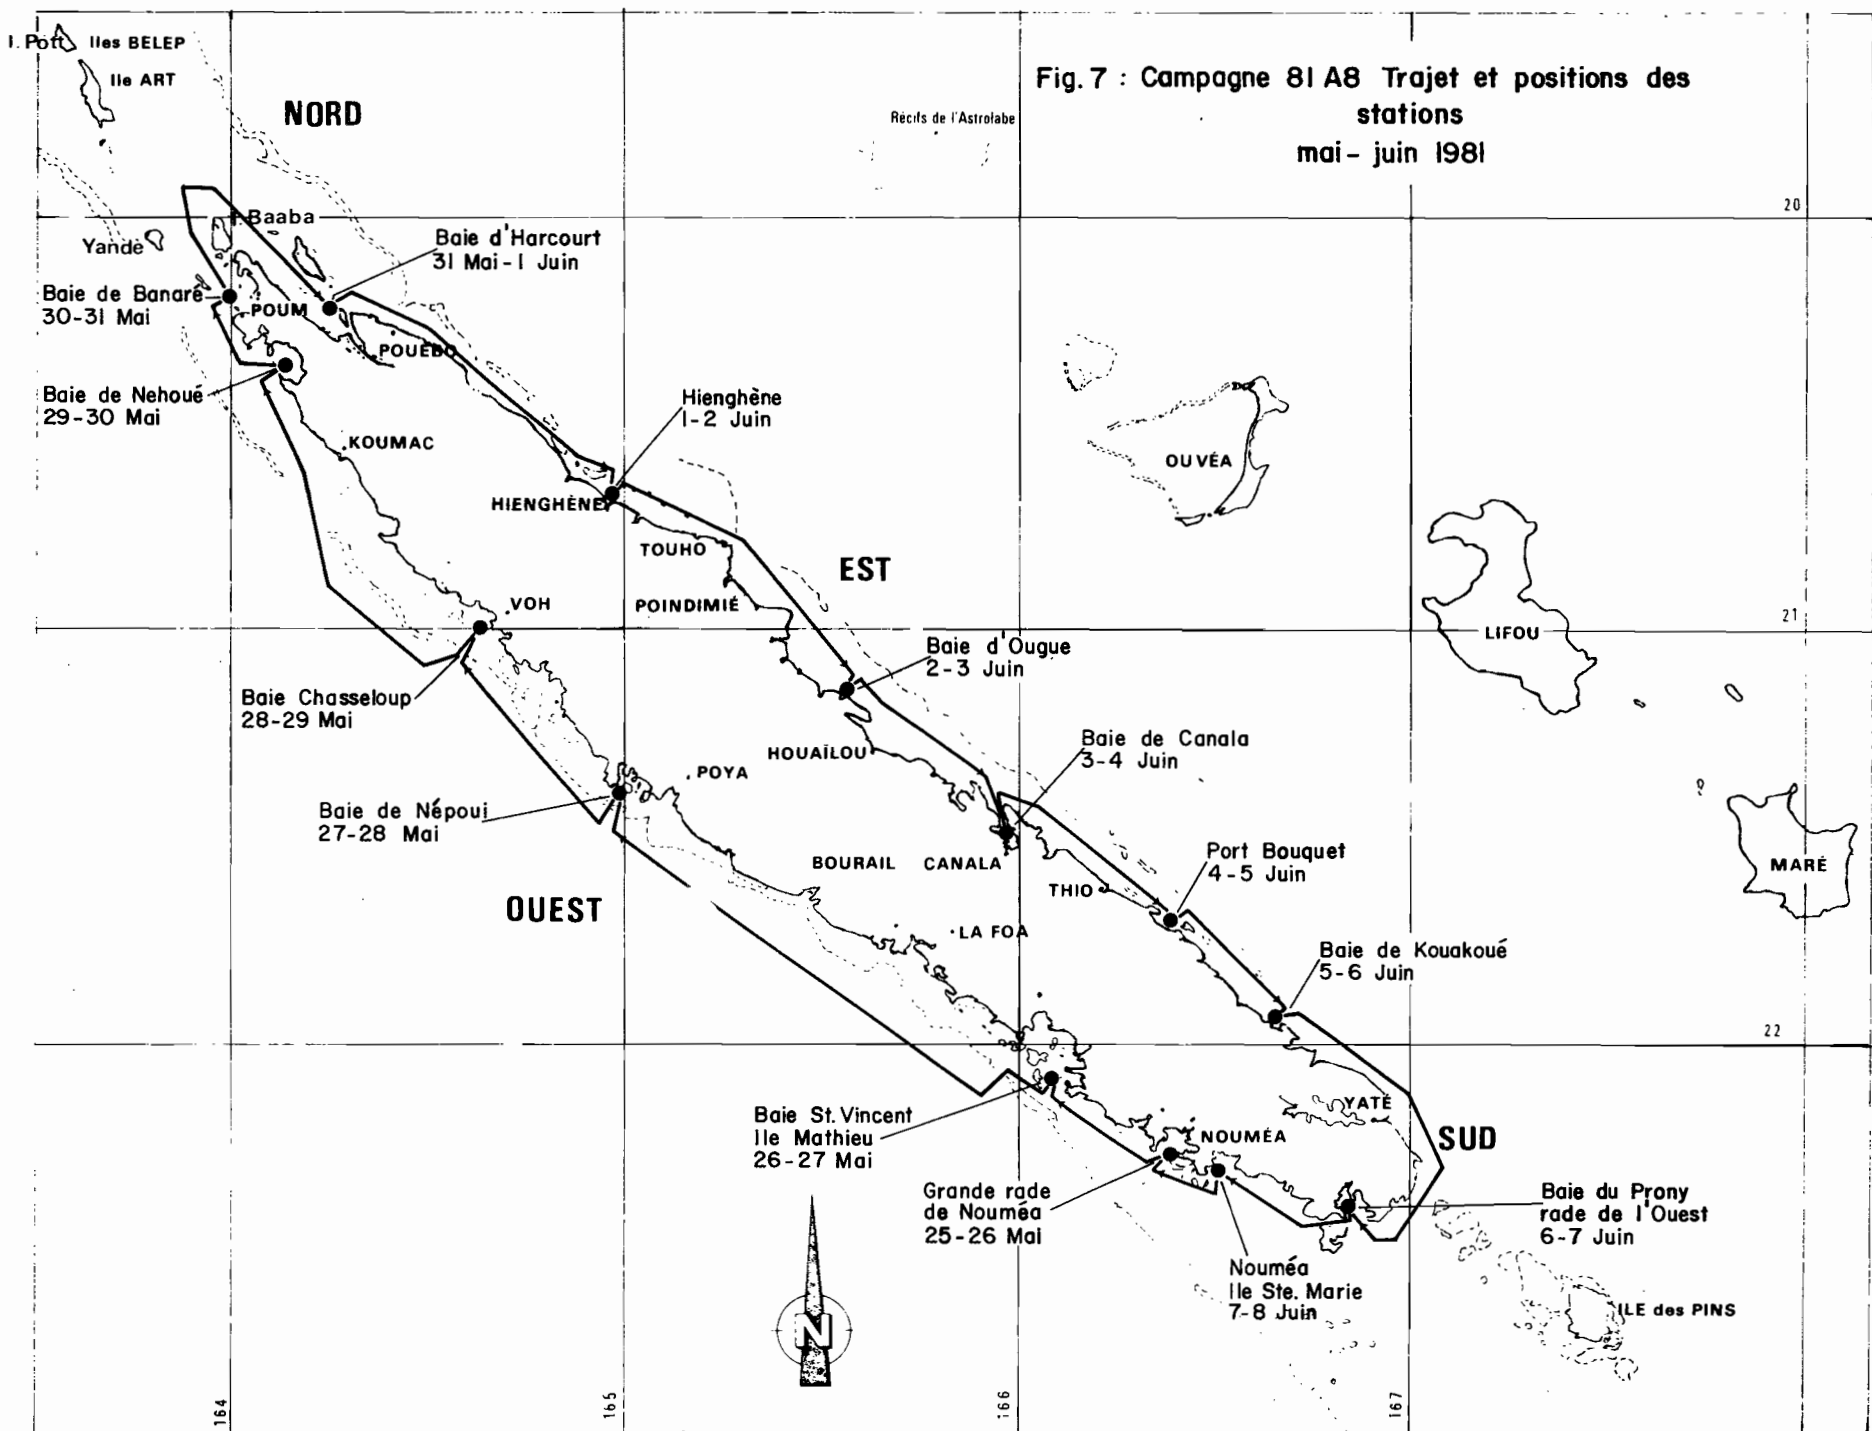 I. Pott
Iles BELEP
Ile ART
NORD
Récifs de l'Astrolabe
Fig. 7 : Campagne 81 A8 Trajet et positions des
stations
mai - juin 1981
20
Baaba
Yandé
Baie d'Harcourt
31 Mai - 1 Juin
Baie de Banaré
30-31 Mai
POUM
POUÉBO
Baie de Nehoué
29-30 Mai
KOUMAC
Hienghène
1-2 Juin
HIENGHÈNE
TOUHO
POINDIMIÉ
EST
OUVÉA
LIFOU
21
VOH
Baie Chasseloup
28-29 Mai
Baie d'Ougue
2-3 Juin
HOUAÏLOU
POYA
Baie de Népoui
27-28 Mai
Baie de Canala
3-4 Juin
BOURAIL
CANALA
THIO
Port Bouquet
4-5 Juin
MARÉ
OUEST
LA FOA
Baie de Kouakoué
5-6 Juin
22
Baie St. Vincent
Ile Mathieu
26-27 Mai
YATÉ
NOUMÉA
SUD
Grande rade
de Nouméa
25-26 Mai
Baie du Prony
rade de l'Ouest
6-7 Juin
Nouméa
Ile Ste. Marie
7-8 Juin
ILE des PINS
N
164
165
166
167